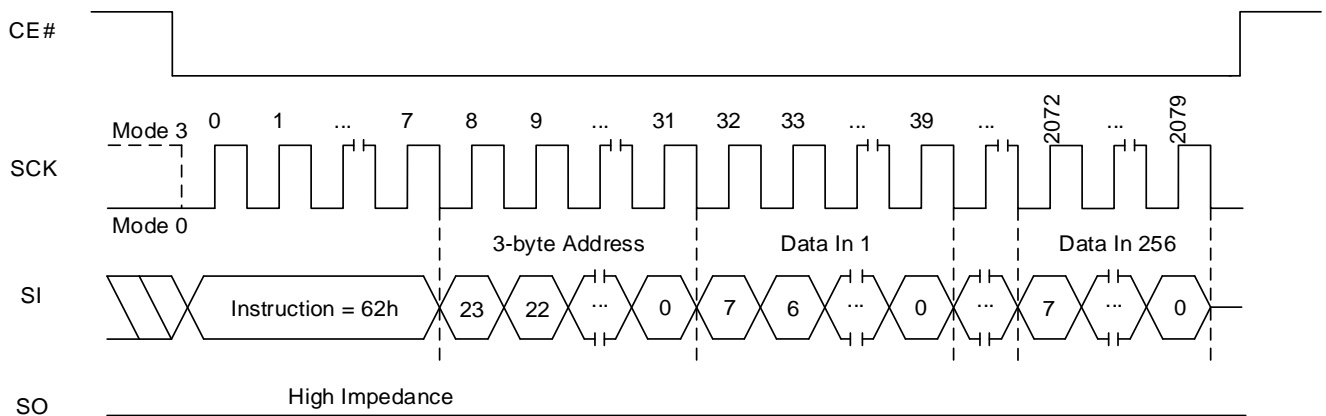 CE#
Mode 3 0 1 ... 7 8 9 ... 31 32 33 ... 39 ... 2072 ... 2079
SCK
Mode 0
3-byte Address Data In 1 Data In 256
SI Instruction = 62h 23 22 ... 0 7 6 ... 0 ... 7 ... 0
High Impedance
SO